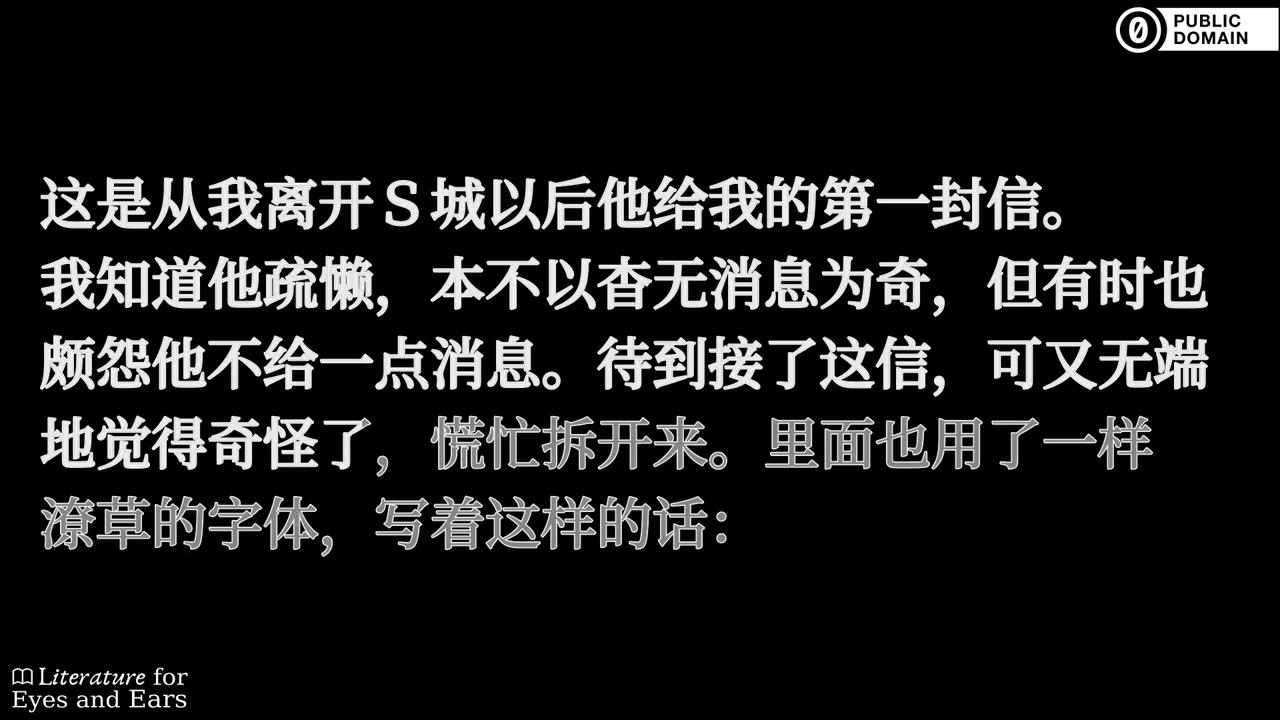 PUBLIC
DOMAIN
这是从我离开S城以后他给我的第一封信。
我知道他疏懒，本不以杳无消息为奇，但有时也
颇怨他不给一点消息。待到接了这信，可又无端
地觉得奇怪了，慌忙拆开来。里面也用了一样
潦草的字体，写着这样的话：
Literature for
Eyes and Ears